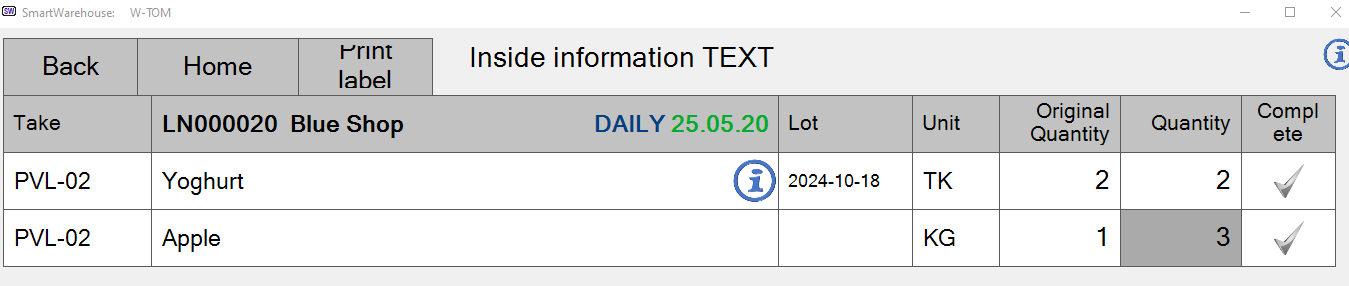 SW SmartWarehouse: W-TOM
Back Home Print label Inside information TEXT
Take LN000020 Blue Shop DAILY 25.05.20 Lot Unit Original Quantity Quantity Complete
PVL-02 Yoghurt i 2024-10-18 TK 2 2
PVL-02 Apple KG 1 3